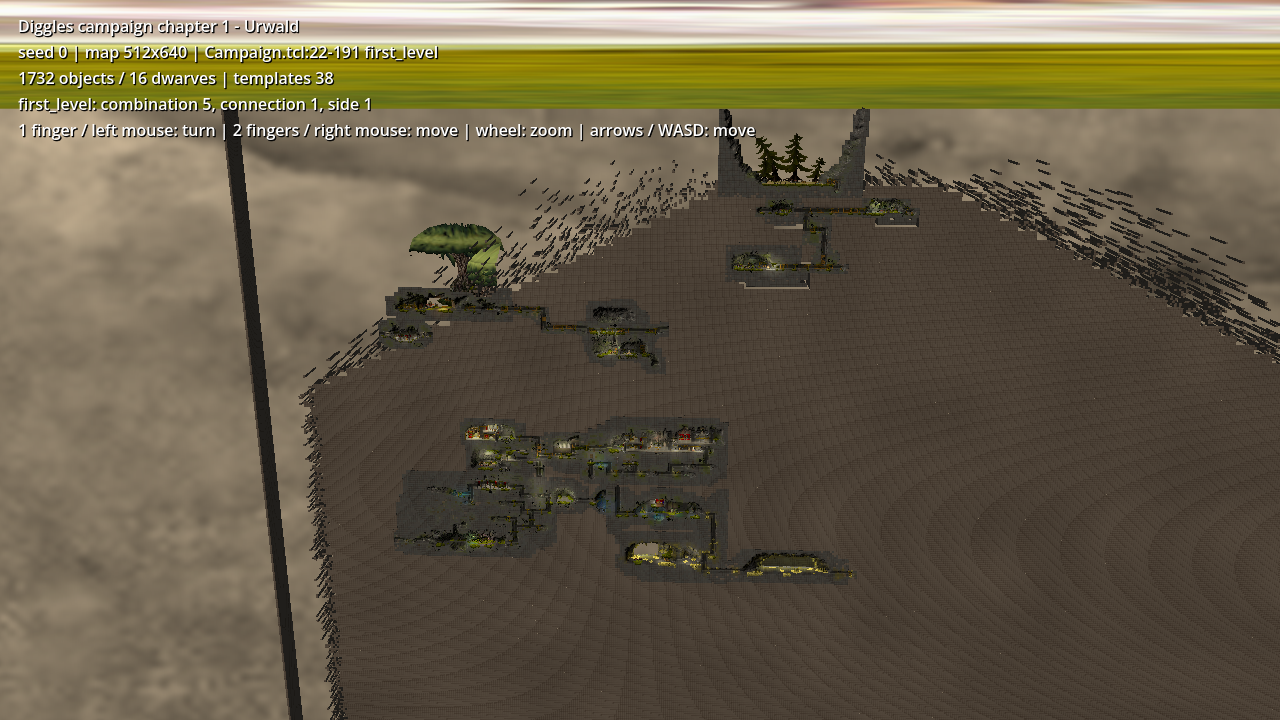 Diggles campaign chapter 1 - Urwald
seed 0 | map 512x640 | Campaign.tcl:22-191 first_level
1732 objects / 16 dwarves | templates 38
first_level: combination 5, connection 1, side 1
1 finger / left mouse: turn | 2 fingers / right mouse: move | wheel: zoom | arrows / WASD: move